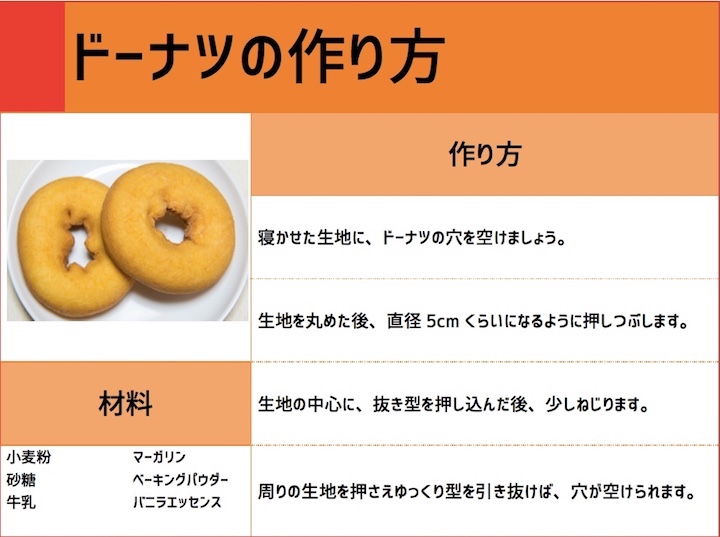 ドーナツの作り方
作り方
寝かせた生地に、ドーナツの穴を空けましょう。
生地を丸めた後、直径 5cm くらいになるように押しつぶします。
生地の中心に、抜き型を押し込んだ後、少しねじります。
周りの生地を押さえゆっくり型を引き抜けば、穴が空けられます。
材料
小麦粉 マーガリン
砂糖 ベーキングパウダー
牛乳 バニラエッセンス